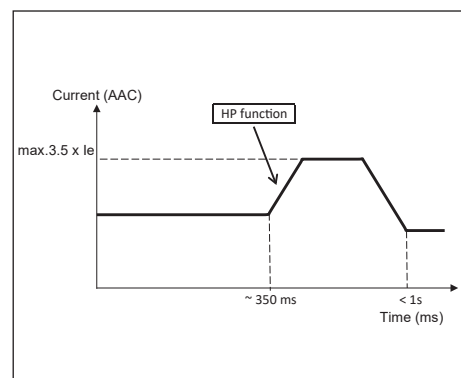 Current (AAC)
HP function
max.3.5 x Ie
~ 350 ms
< 1s
Time (ms)